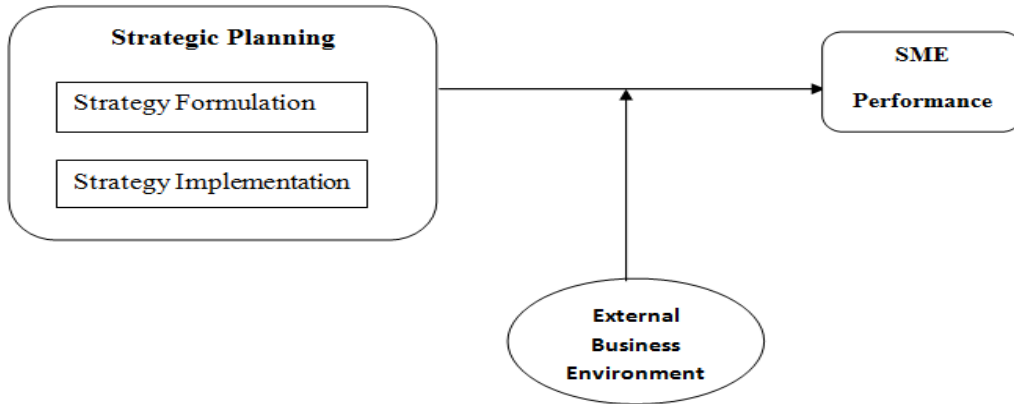 Strategic Planning
Strategy Formulation
Strategy Implementation
SME
Performance
External
Business
Environment